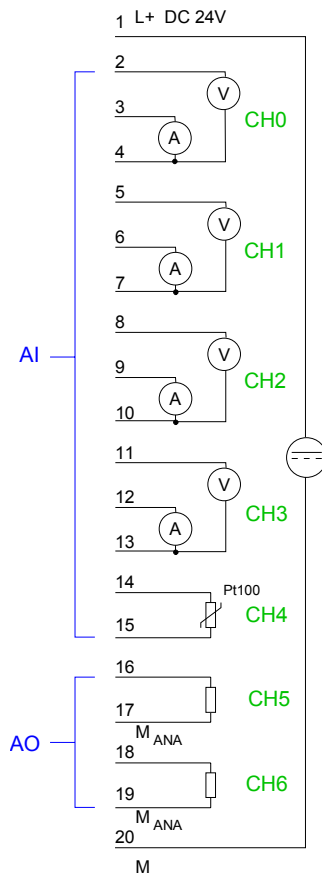 1 L+ DC 24V
2
V
CH0
3
A
4
5
V
CH1
6
A
7
8
V
AI
CH2
9
A
10
11
V
CH3
12
A
13
14
Pt100
CH4
15
16
CH5
17
M ANA
AO
18
CH6
19
M ANA
20
M